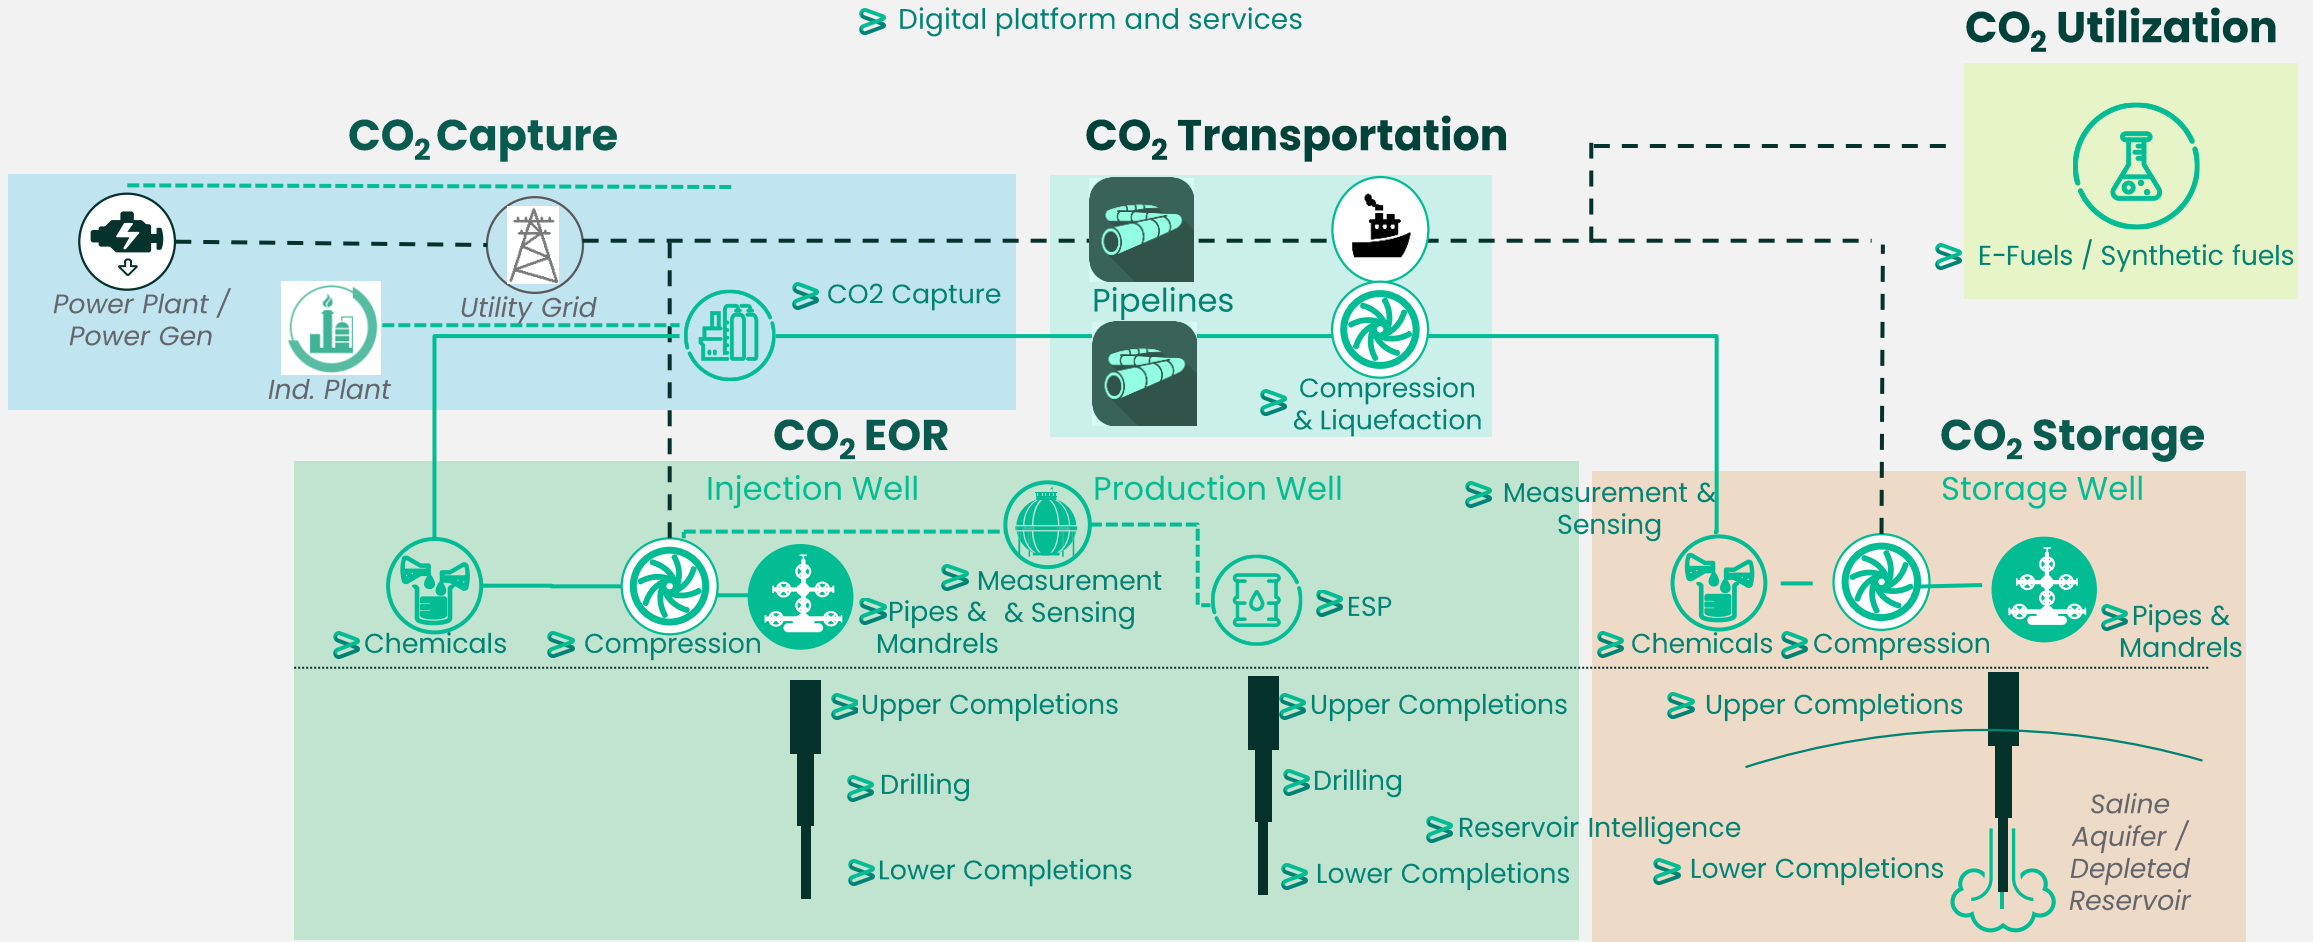 Digital platform and services
CO2 Utilization
E-Fuels / Synthetic fuels
CO2 Capture
Power Plant /
Power Gen
Utility Grid
Ind. Plant
CO2 Capture
CO2 Transportation
Pipelines
Compression
& Liquefaction
CO2 EOR
Injection Well
Production Well
Chemicals
Compression
Pipes &
Mandrels
Measurement
& Sensing
ESP
Upper Completions
Drilling
Lower Completions
Upper Completions
Drilling
Lower Completions
Measurement &
Sensing
Reservoir Intelligence
CO2 Storage
Storage Well
Chemicals
Compression
Pipes &
Mandrels
Upper Completions
Lower Completions
Saline
Aquifer /
Depleted
Reservoir